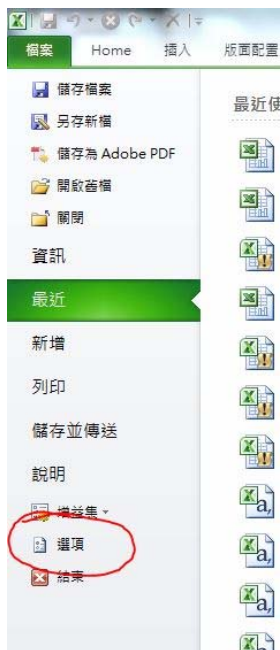 檔案 Home 插入 版面配置
儲存檔案
另存新檔
儲存為 Adobe PDF
開啟舊檔
關閉
資訊
最近
新增
列印
儲存並傳送
說明
增益集
選項
結束
最近使